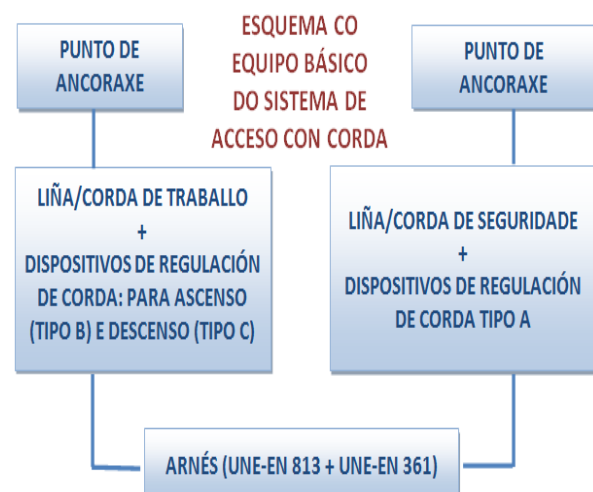 ESQUEMA CO
EQUIPO BÁSICO
DO SISTEMA DE
ACCESO CON CORDA
PUNTO DE
ANCORAXE
PUNTO DE
ANCORAXE
LIÑA/CORDA DE TRABALLO
+
DISPOSITIVOS DE REGULACIÓN
DE CORDA: PARA ASCENSO
(TIPO B) E DESCENSO (TIPO C)
LIÑA/CORDA DE SEGURIDADE
+
DISPOSITIVOS DE REGULACIÓN
DE CORDA TIPO A
ARNÉS (UNE-EN 813 + UNE-EN 361)